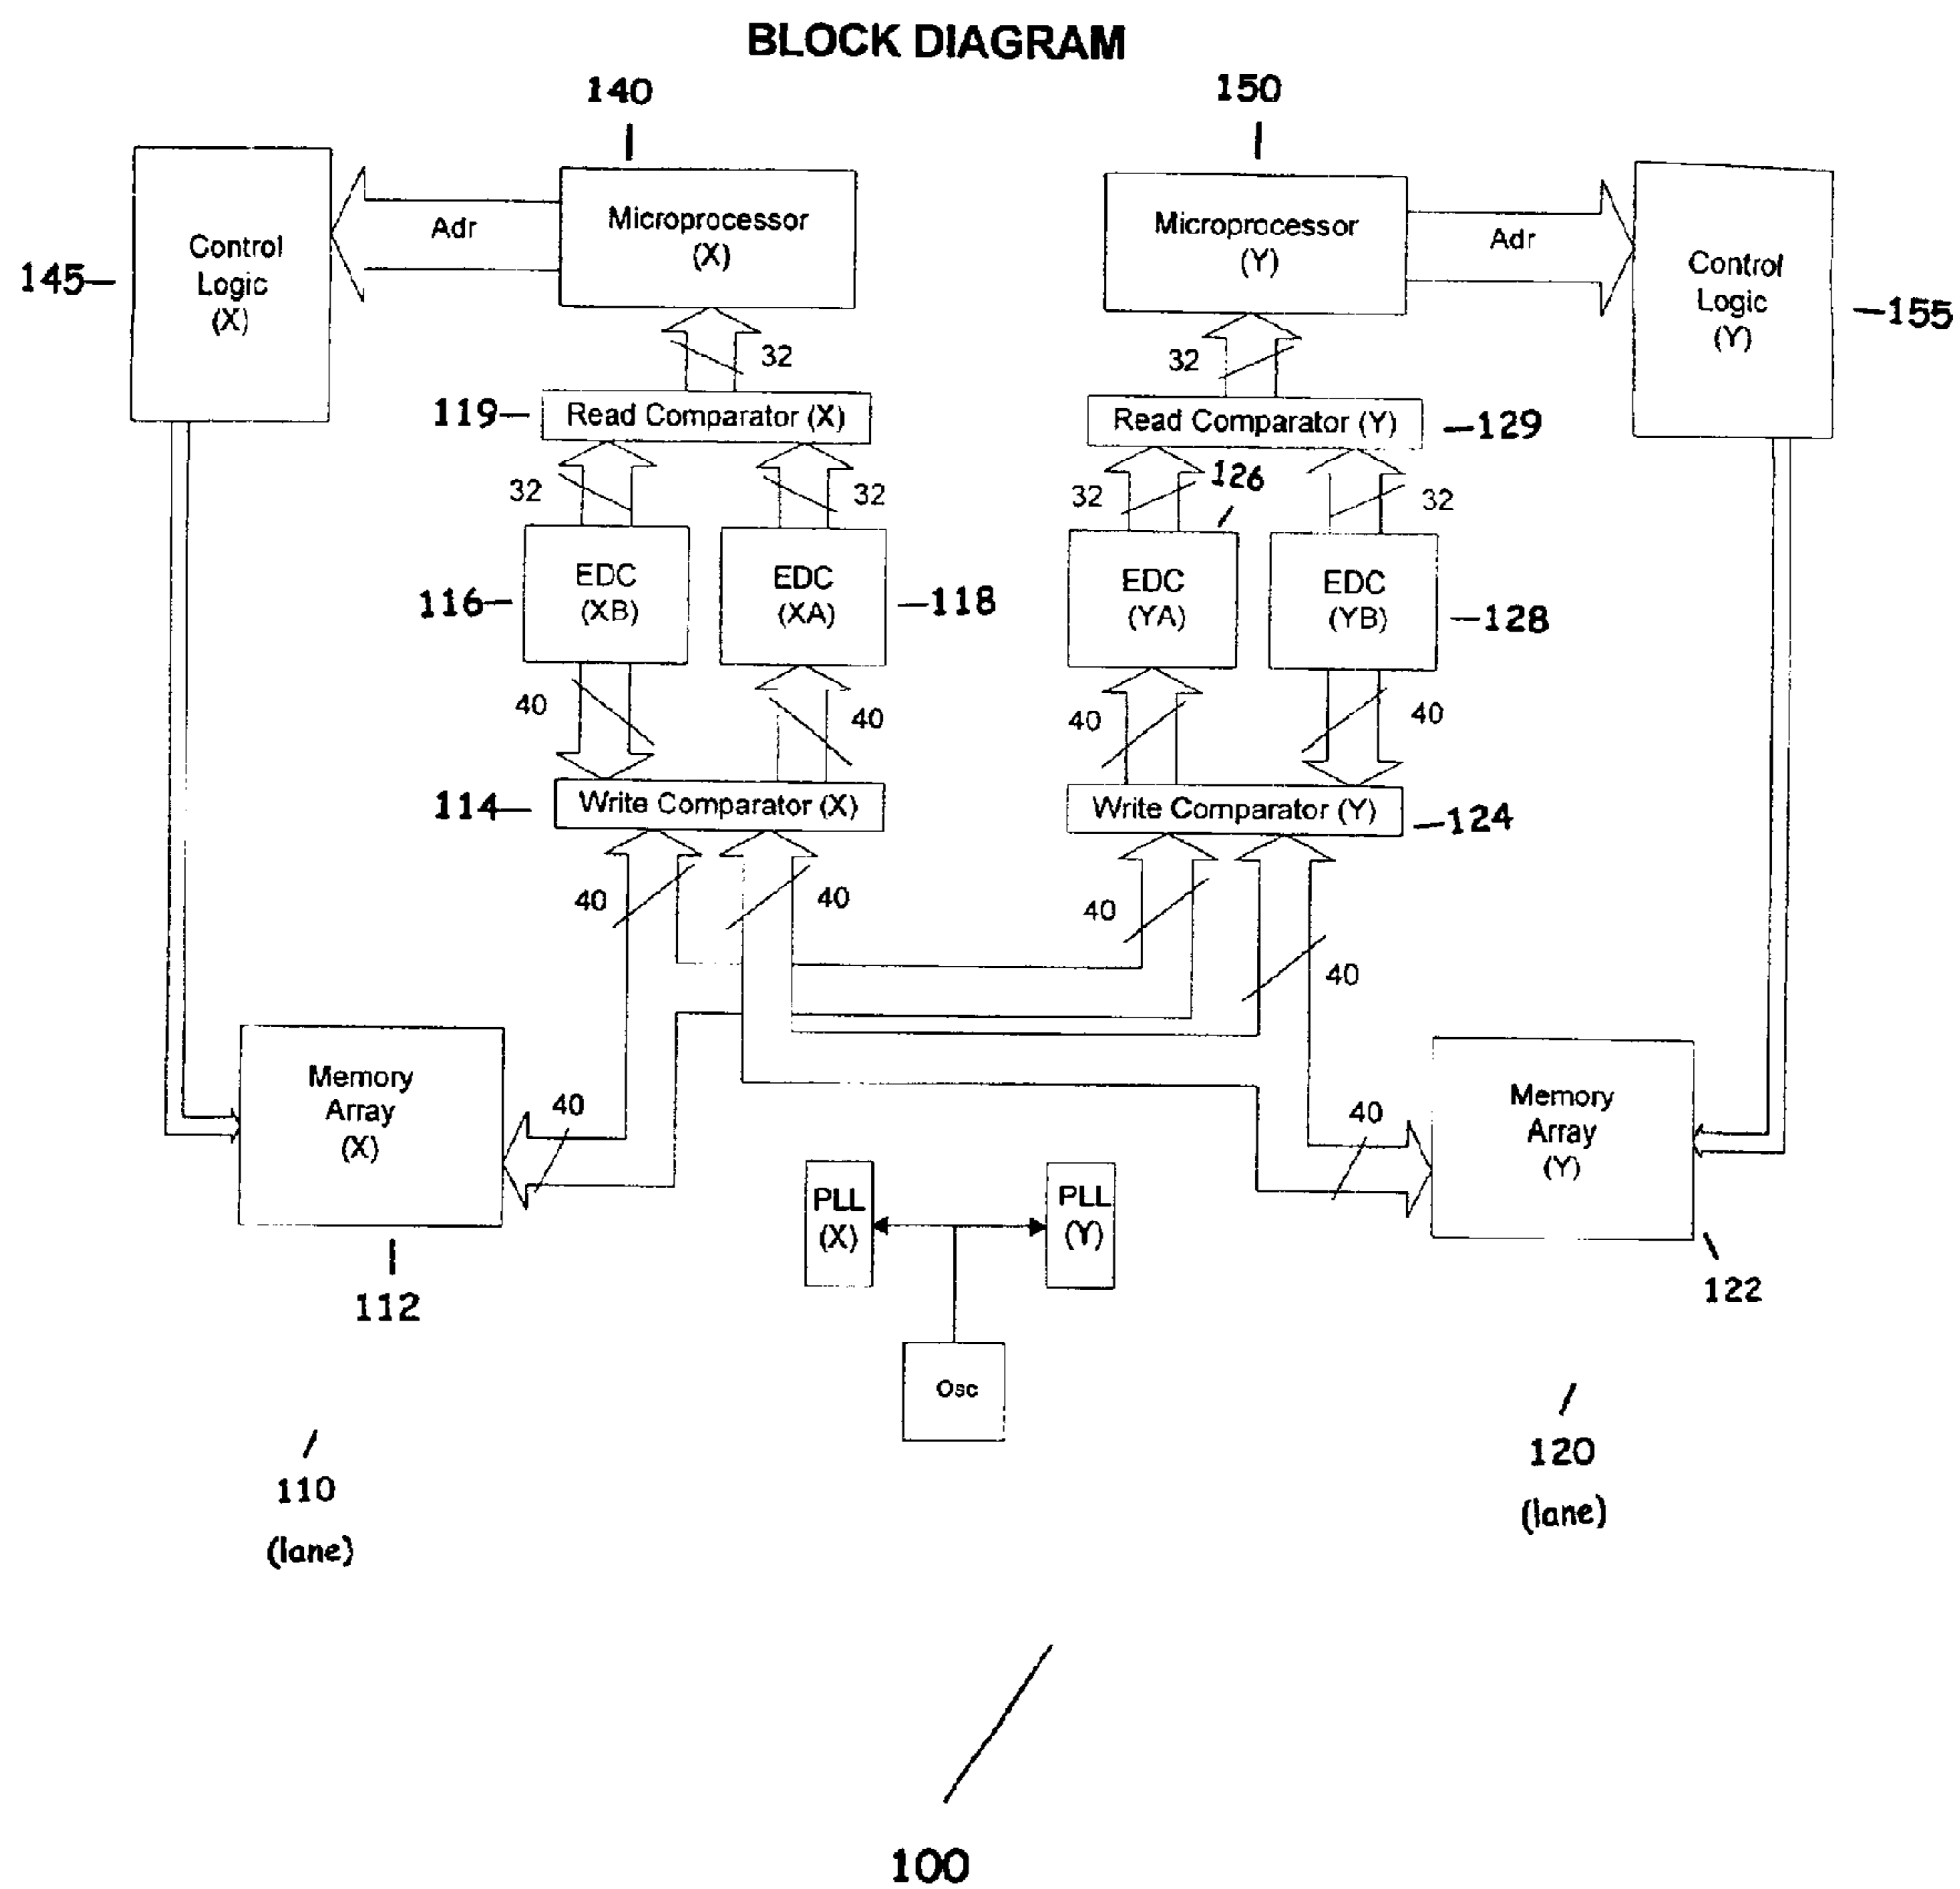 BLOCK DIAGRAM
140
150
Control
Logic
(X)
Adr
Microprocessor
(X)
Microprocessor
(Y)
Adr
Control
Logic
(Y)
145
155
32
32
119
Read Comparator (X)
Read Comparator (Y)
129
32
32
32
126
32
116
EDC
(XB)
EDC
(XA)
118
EDC
(YA)
EDC
(YB)
128
40
40
40
40
114
Write Comparator (X)
Write Comparator (Y)
124
40
40
40
40
Memory
Array
(X)
40
40
Memory
Array
(Y)
PLL
(X)
PLL
(Y)
112
122
Osc
110
(lane)
120
(lane)
100